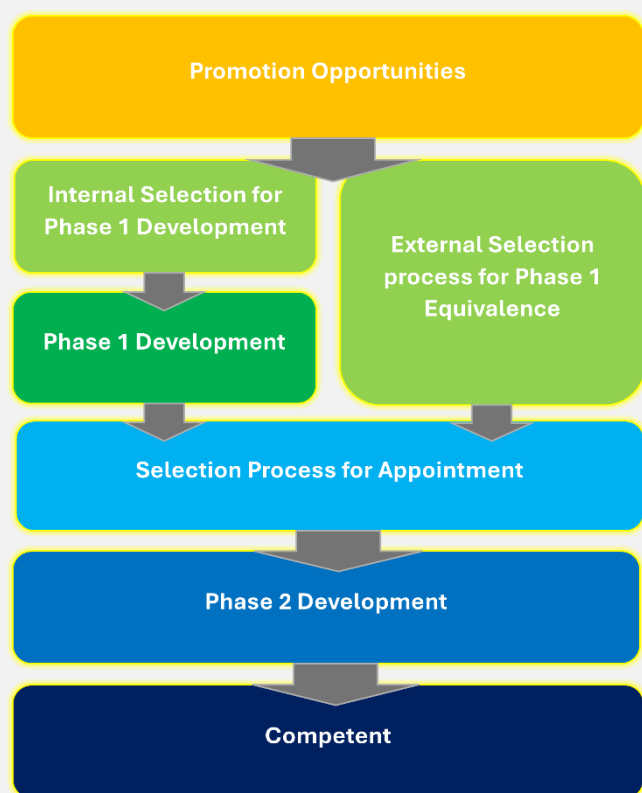 Promotion Opportunities
Internal Selection for
Phase 1 Development
External Selection
process for Phase 1
Equivalence
Phase 1 Development
Selection Process for Appointment
Phase 2 Development
Competent